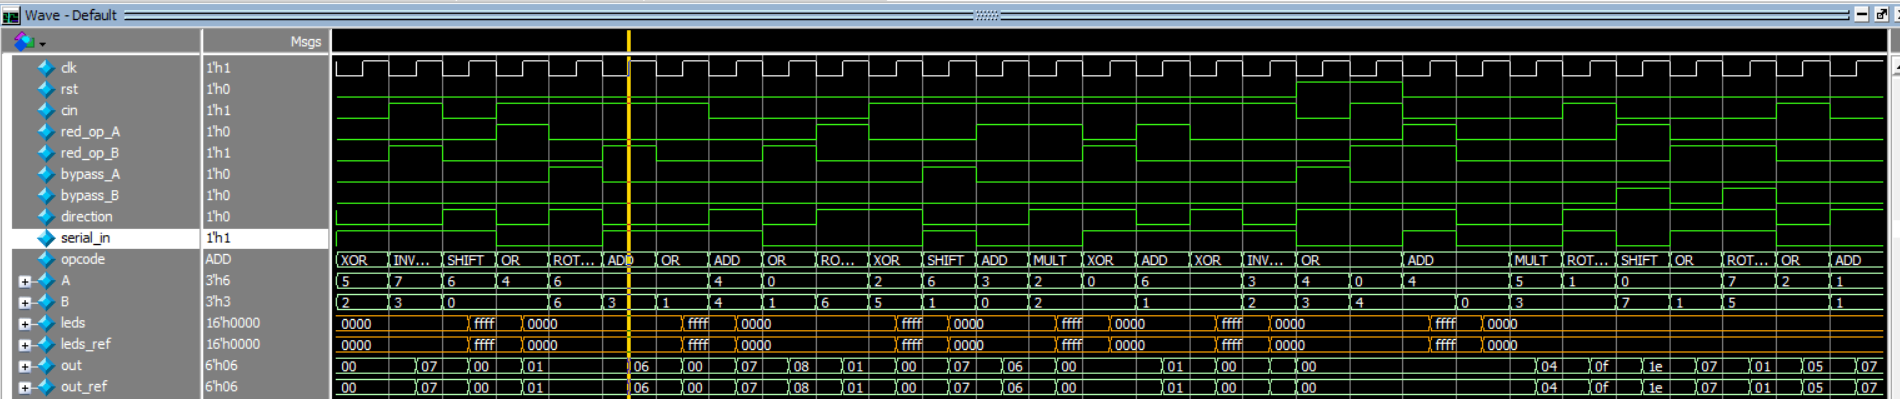 Wave - Default
Msgs
clk 1'h1
rst 1'h0
cin 1'h1
red_op_A 1'h0
red_op_B 1'h1
bypass_A 1'h0
bypass_B 1'h0
direction 1'h0
serial_in 1'h1
opcode ADD XOR INV... SHIFT OR ROT... ADD OR ADD OR RO... XOR SHIFT ADD MULT XOR ADD XOR INV... OR ADD MULT ROT... SHIFT OR ROT... OR ADD
A 3'h6 5 7 6 4 6 4 0 2 6 3 2 0 6 3 4 0 4 5 1 0 7 2 1
B 3'h3 2 3 0 6 3 1 4 1 6 5 1 0 2 1 2 3 4 0 3 7 1 5 1
leds 16'h0000 0000 ffff 0000 ffff 0000 ffff 0000 ffff 0000 ffff 0000 ffff 0000
leds_ref 16'h0000 0000 ffff 0000 ffff 0000 ffff 0000 ffff 0000 ffff 0000 ffff 0000
out 6'h06 00 07 00 01 06 00 07 08 01 00 07 06 00 01 00 00 04 0f 1e 07 01 05 07
out_ref 6'h06 00 07 00 01 06 00 07 08 01 00 07 06 00 01 00 00 04 0f 1e 07 01 05 07